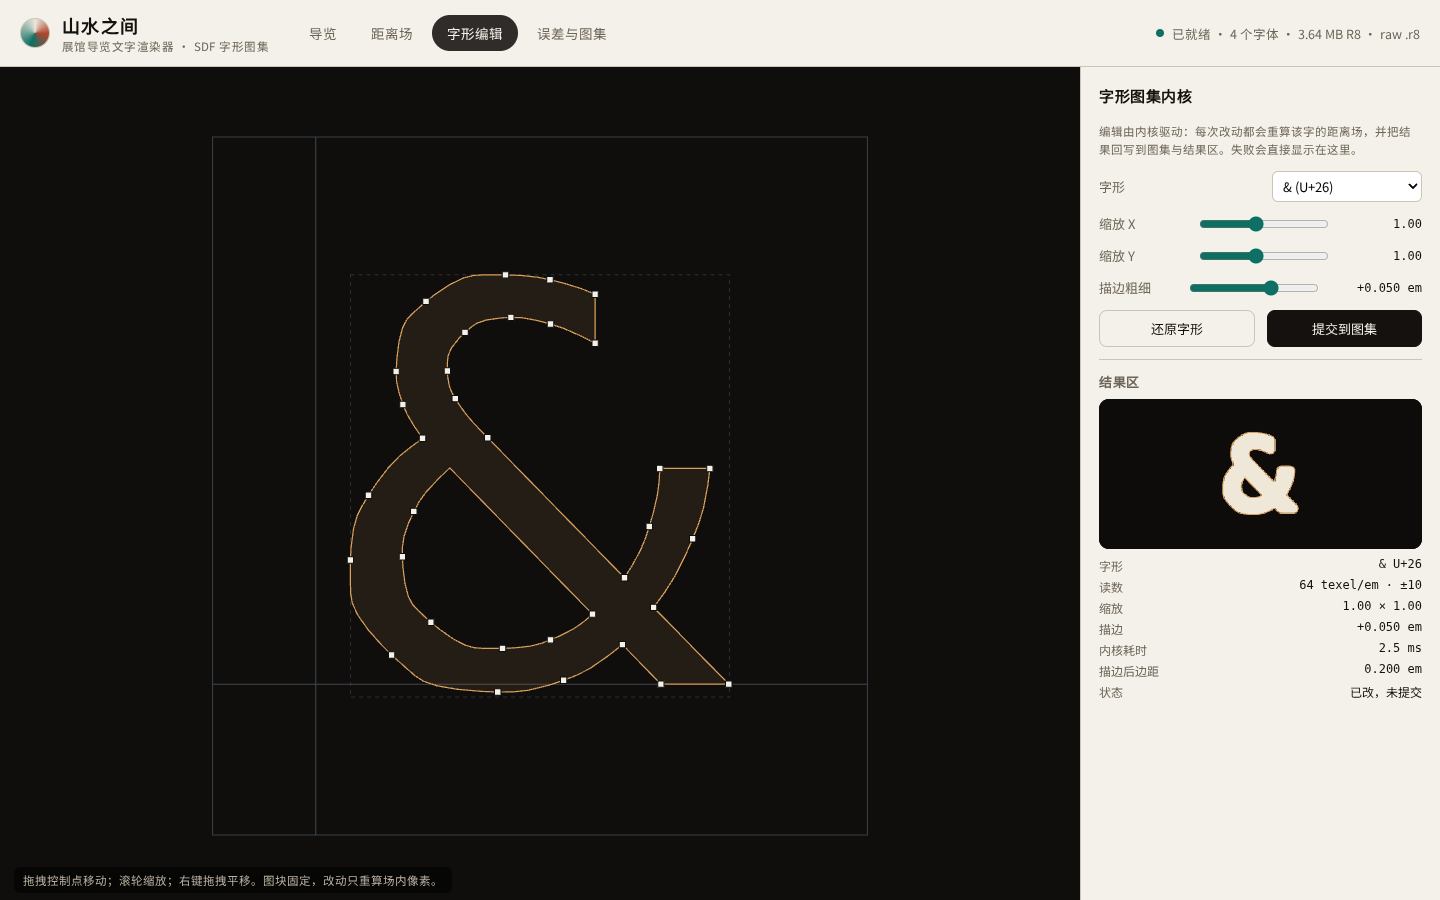 山水之间
展馆导览文字渲染器 · SDF 字形图集
导览
距离场
字形编辑
误差与图集
已就绪 · 4 个字体 · 3.64 MB R8 · raw .r8
字形图集内核
编辑由内核驱动：每次改动都会重算该字的距离场，并把结
果回写到图集与结果区。失败会直接显示在这里。
字形
& (U+26)
缩放 X
1.00
缩放 Y
1.00
描边粗细
+0.050 em
还原字形
提交到图集
结果区
&
&
字形
& U+26
读数
64 texel/em · ±10
缩放
1.00 × 1.00
描边
+0.050 em
内核耗时
2.5 ms
描边后边距
0.200 em
状态
已改，未提交
拖拽控制点移动；滚轮缩放；右键拖拽平移。图块固定，改动只重算场内像素。